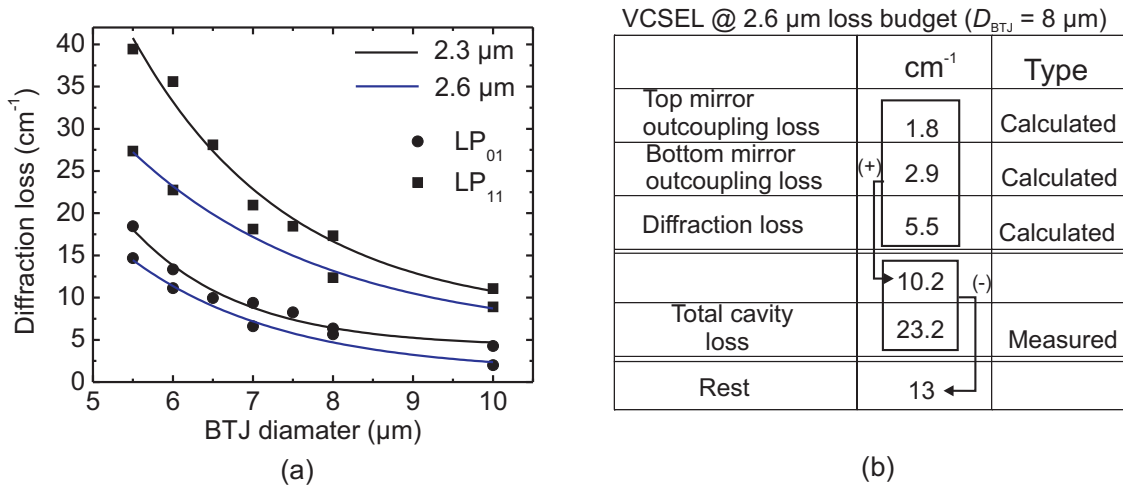 40
35
30
25
20
15
10
5
0
Diffraction loss (cm⁻¹)
2.3 µm
2.6 µm
LP₀₁
LP₁₁
5 6 7 8 9 10
BTJ diamater (µm)
(a)
VCSEL @ 2.6 µm loss budget (D_BTJ = 8 µm)
cm⁻¹ Type
Top mirror
outcoupling loss 1.8 Calculated
Bottom mirror
outcoupling loss 2.9 Calculated
(+)
Diffraction loss 5.5 Calculated
10.2 (-)
Total cavity
loss 23.2 Measured
Rest 13
(b)